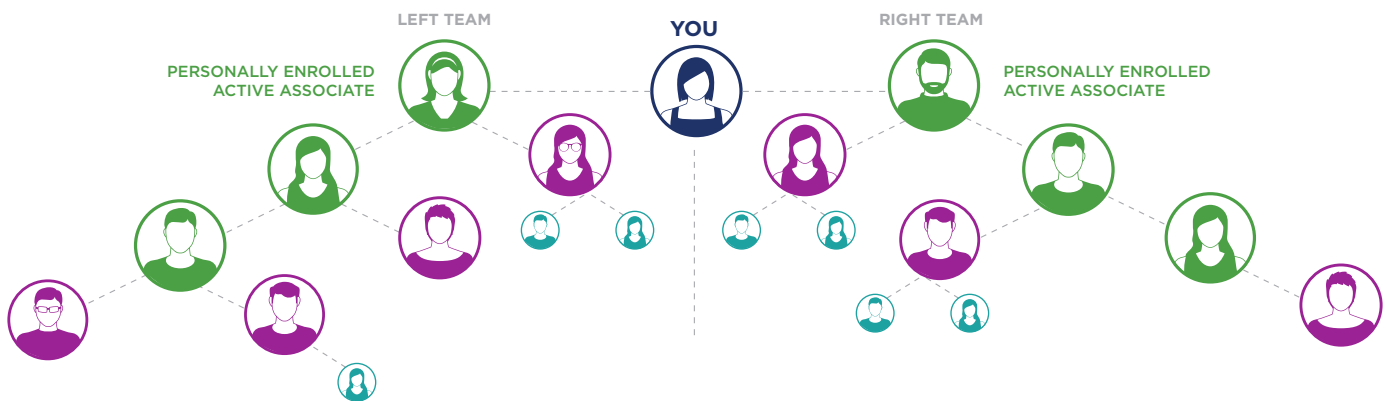 LEFT TEAM
YOU
RIGHT TEAM
PERSONALLY ENROLLED
ACTIVE ASSOCIATE
PERSONALLY ENROLLED
ACTIVE ASSOCIATE